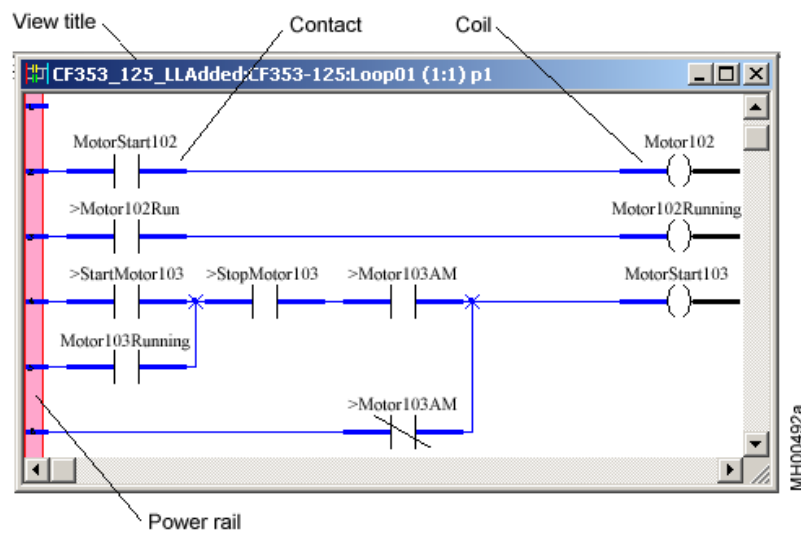 View title
Contact
Coil
CF353_125_LLAdded:CF353-125:Loop01 (1:1) p1
MotorStart102
Motor102
>Motor102Run
Motor102Running
>StartMotor103
>StopMotor103
>Motor103AM
MotorStart103
Motor103Running
>Motor103AM
Power rail
MH00492a